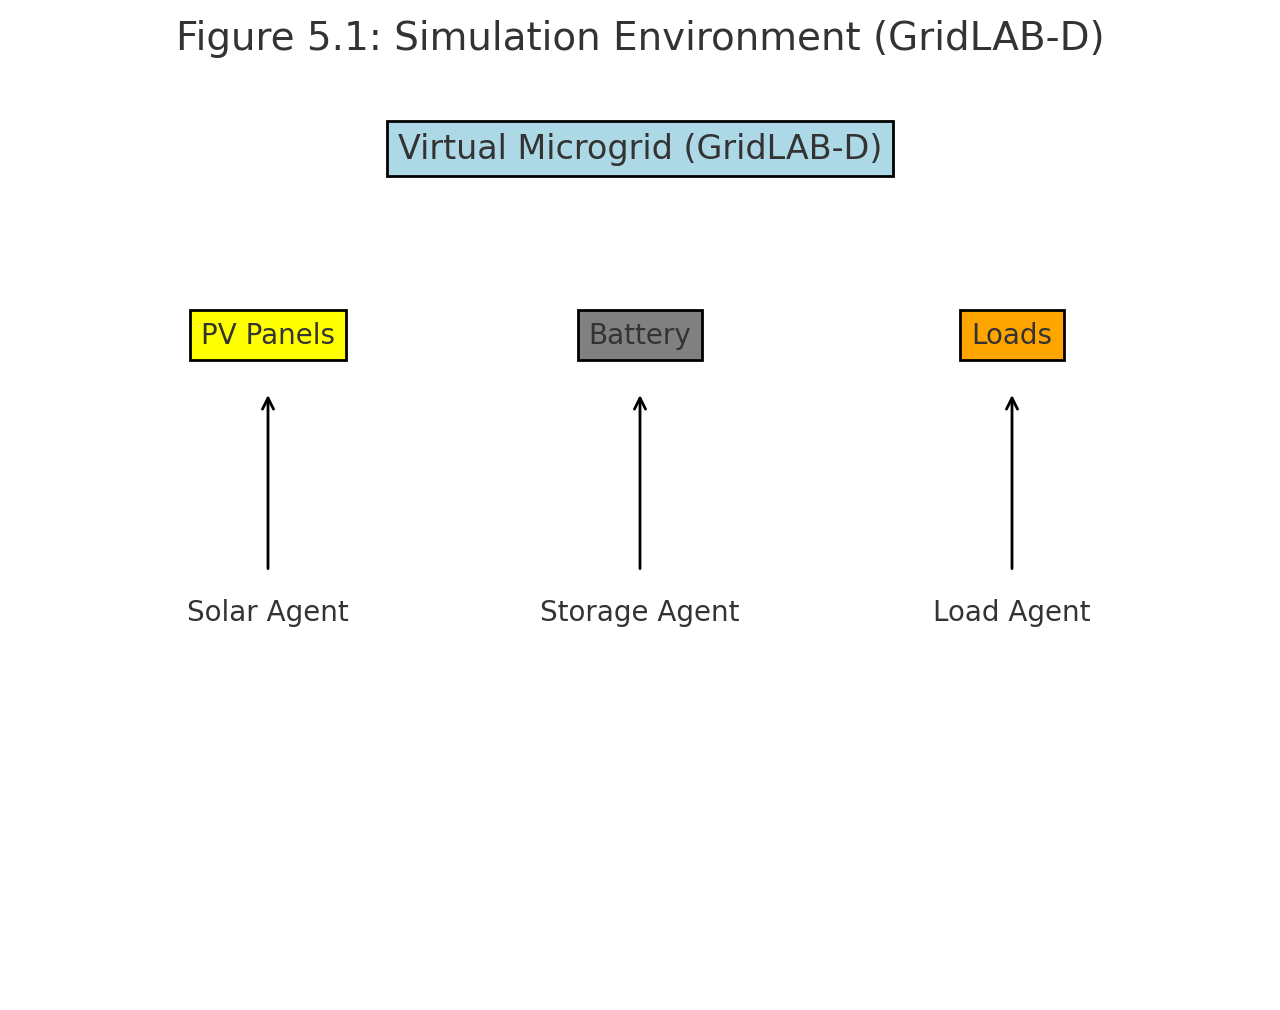 Figure 5.1: Simulation Environment (GridLAB-D)
Virtual Microgrid (GridLAB-D)
PV Panels
Battery
Loads
Solar Agent
Storage Agent
Load Agent